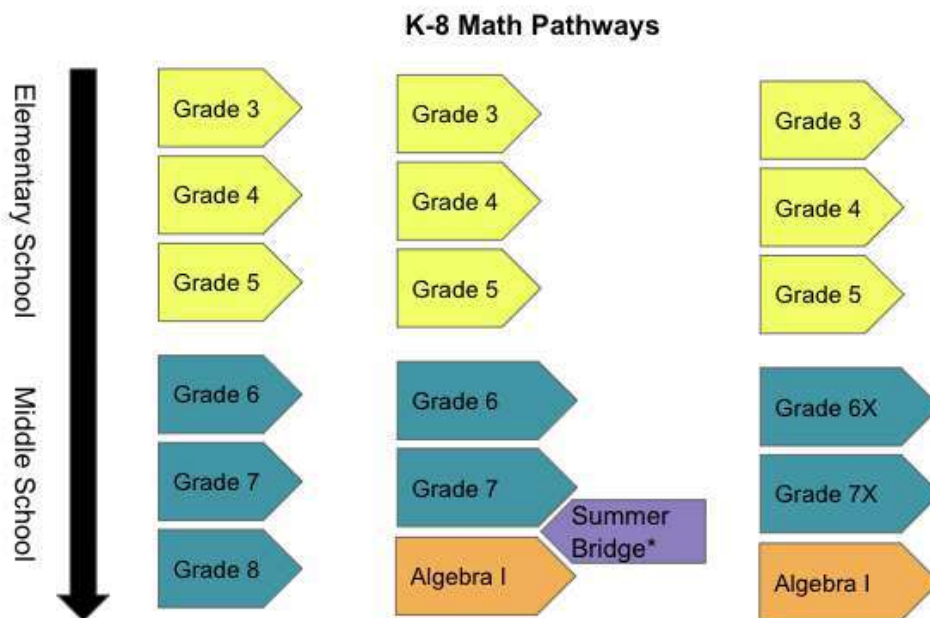 K-8 Math Pathways
Elementary School
Middle School
Grade 3
Grade 4
Grade 5
Grade 6
Grade 7
Grade 8
Grade 3
Grade 4
Grade 5
Grade 6
Grade 7
Summer
Bridge*
Algebra I
Grade 3
Grade 4
Grade 5
Grade 6X
Grade 7X
Algebra I